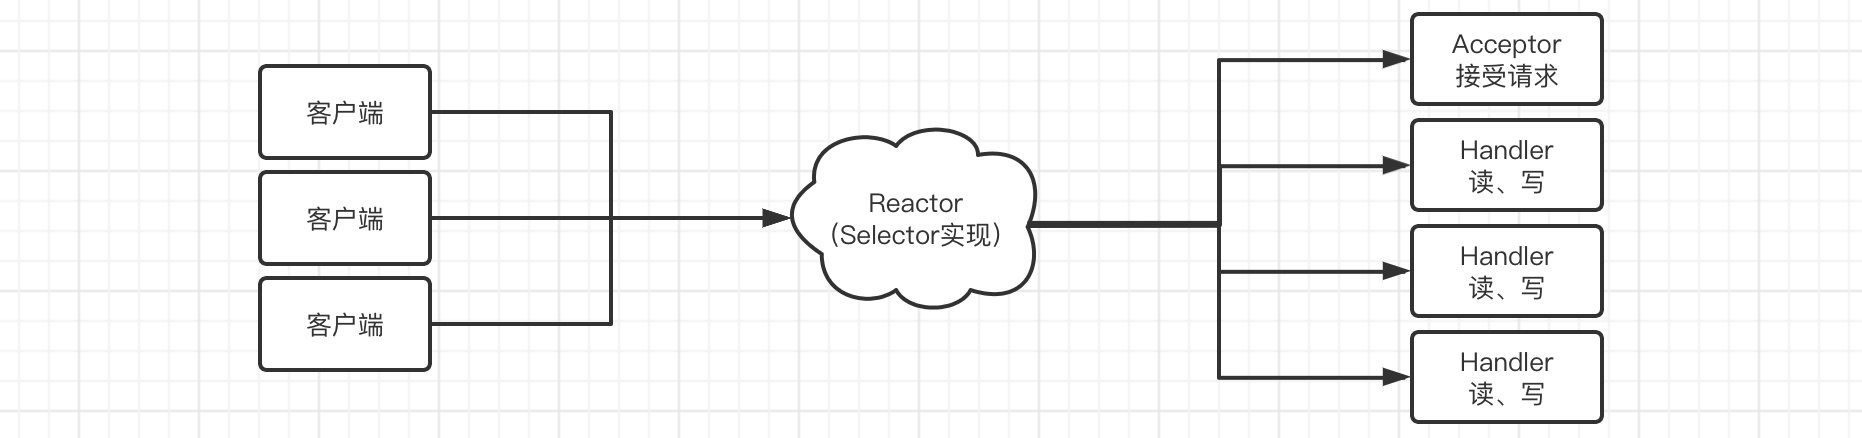 客户端
客户端
客户端
Reactor
（Selector实现）
Acceptor
接受请求
Handler
读、写
Handler
读、写
Handler
读、写